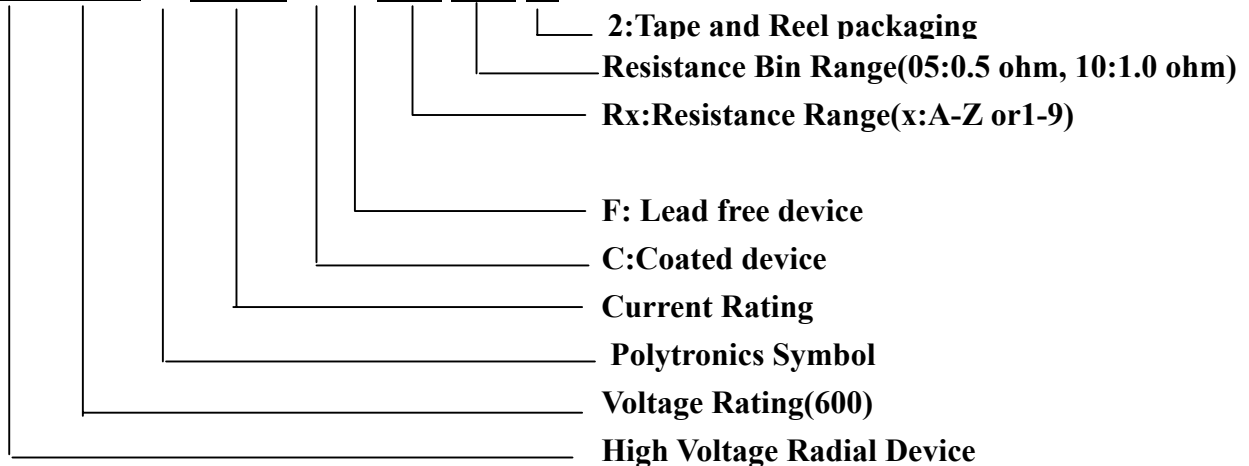 2:Tape and Reel packaging
Resistance Bin Range(05:0.5 ohm, 10:1.0 ohm)
Rx:Resistance Range(x:A-Z or1-9)
F: Lead free device
C:Coated device
Current Rating
Polytronics Symbol
Voltage Rating(600)
High Voltage Radial Device